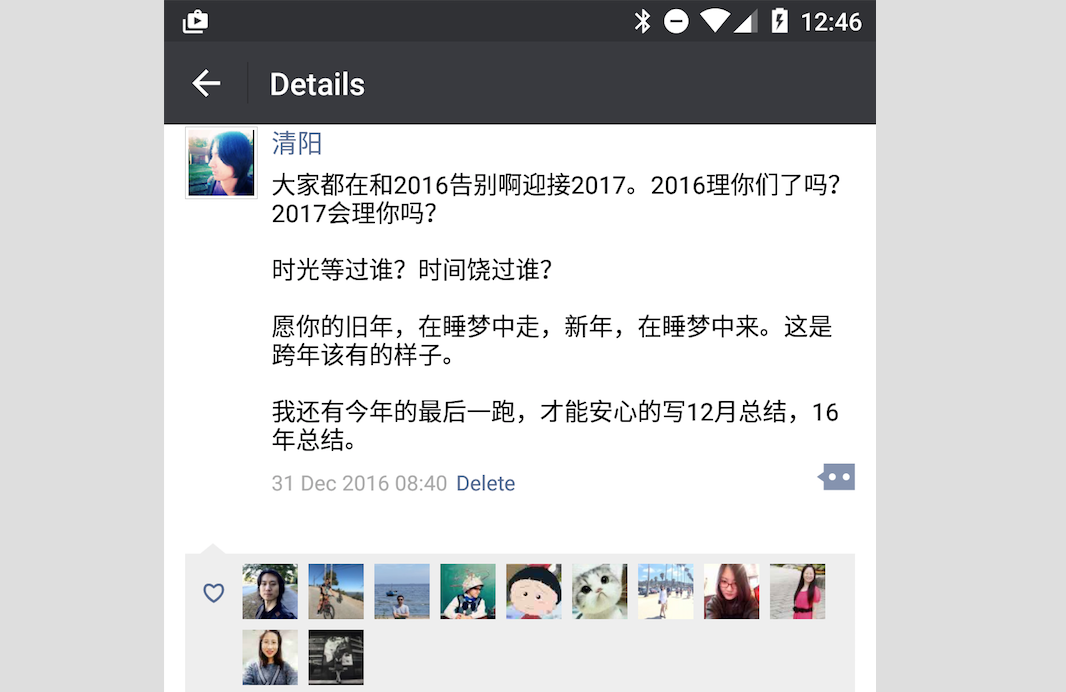 12:46
Details
清阳
大家都在和2016告别啊迎接2017。2016理你们了吗？
2017会理你吗？
时光等过谁？时间饶过谁？
愿你的旧年，在睡梦中走，新年，在睡梦中来。这是
跨年该有的样子。
我还有今年的最后一跑，才能安心的写12月总结，16
年总结。
31 Dec 2016 08:40 Delete